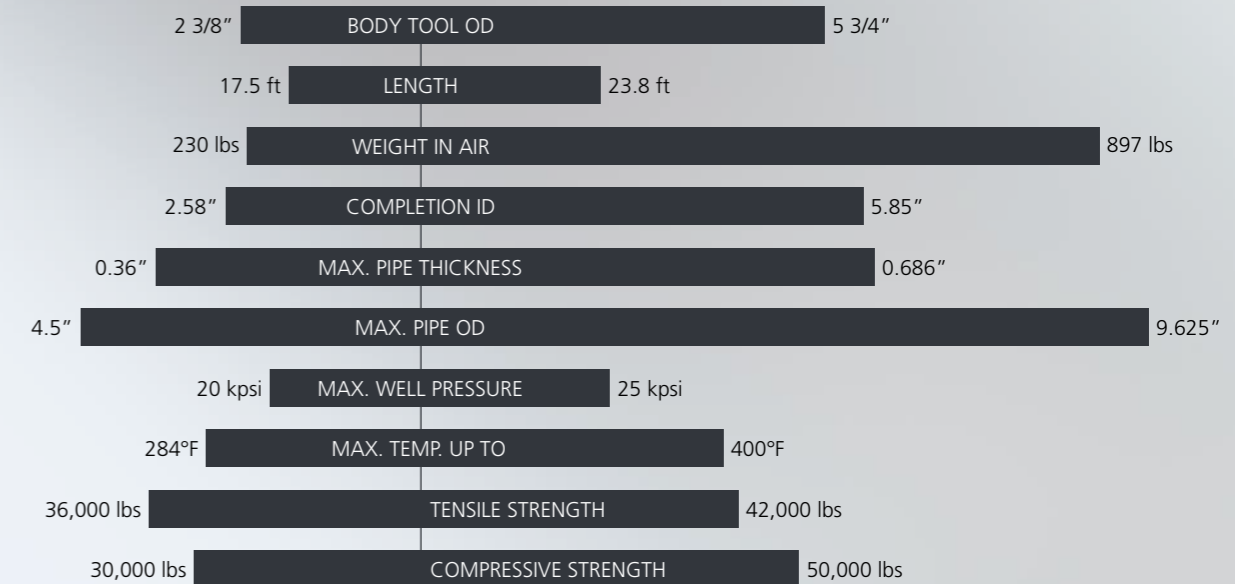 2 3/8” BODY TOOL OD 5 3/4”
17.5 ft LENGTH 23.8 ft
230 lbs WEIGHT IN AIR 897 lbs
2.58” COMPLETION ID 5.85”
0.36” MAX. PIPE THICKNESS 0.686”
4.5” MAX. PIPE OD 9.625”
20 kpsi MAX. WELL PRESSURE 25 kpsi
284°F MAX. TEMP. UP TO 400°F
36,000 lbs TENSILE STRENGTH 42,000 lbs
30,000 lbs COMPRESSIVE STRENGTH 50,000 lbs